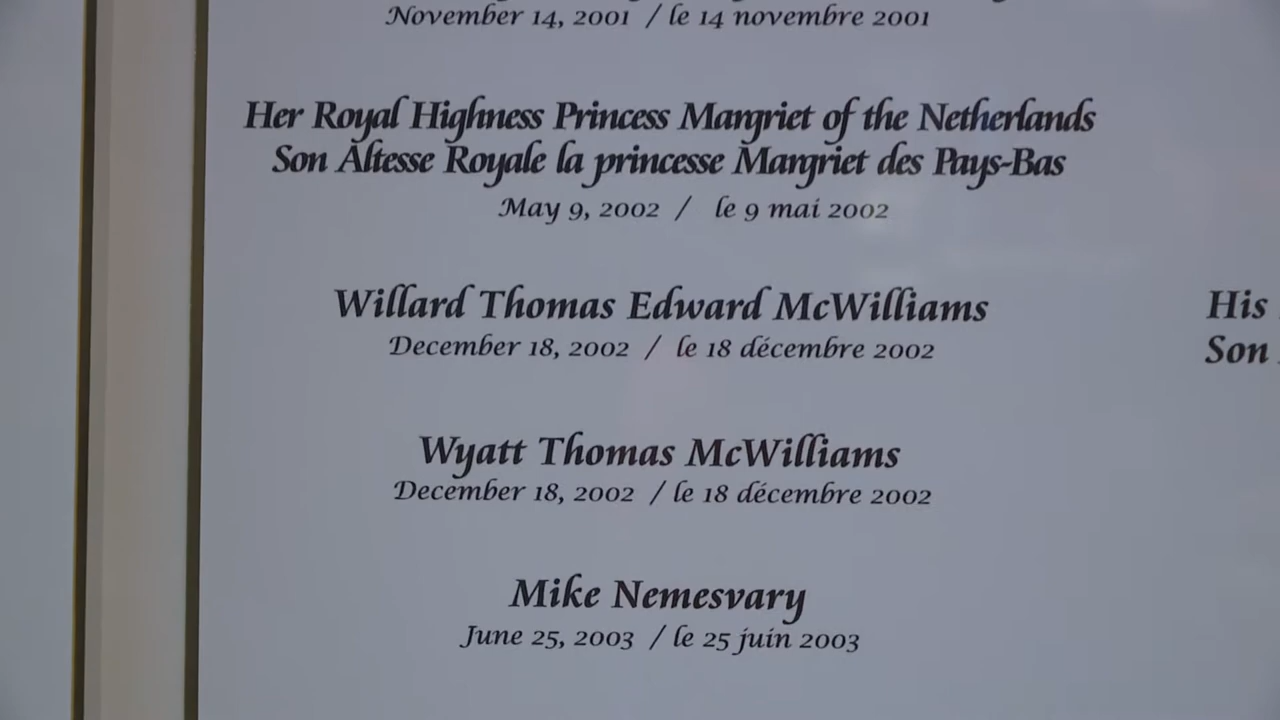 November 14, 2001 / le 14 novembre 2001
Her Royal Highness Princess Margriet of the Netherlands
Son Altesse Royale la princesse Margriet des Pays-Bas
May 9, 2002 / le 9 mai 2002
Willard Thomas Edward McWilliams
December 18, 2002 / le 18 décembre 2002
His
Son
Wyatt Thomas McWilliams
December 18, 2002 / le 18 décembre 2002
Mike Nemesvary
June 25, 2003 / le 25 juin 2003